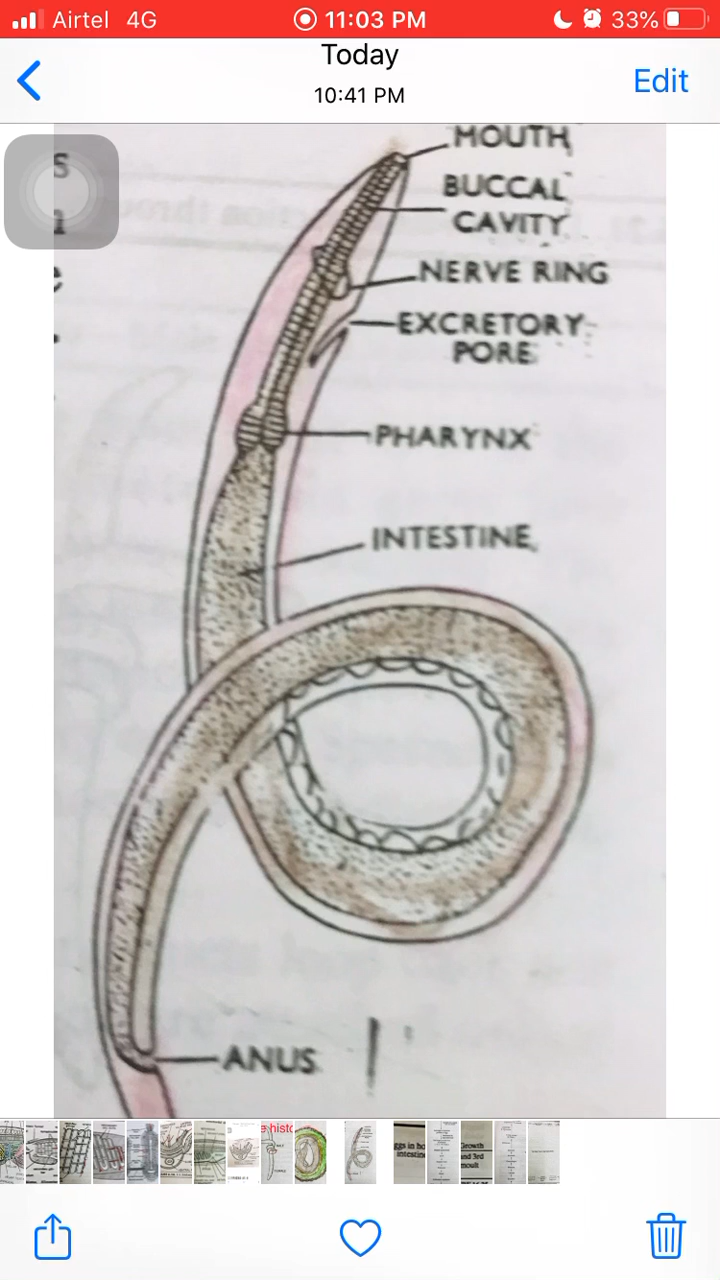 Airtel 4G 11:03 PM 33%
Today
10:41 PM
Edit
MOUTH
BUCCAL
CAVITY
NERVE RING
EXCRETORY
PORE
PHARYNX
INTESTINE
ANUS